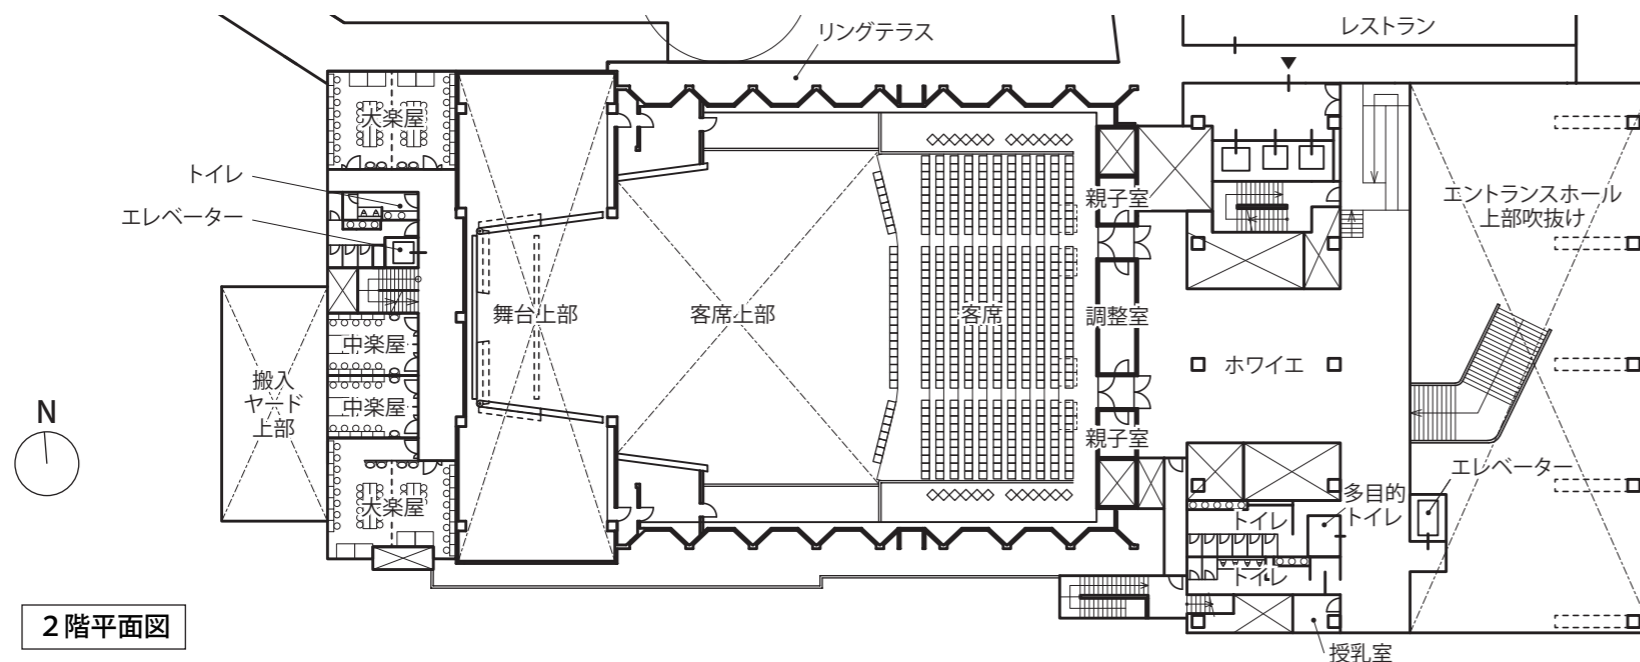 リングテラス
レストラン
大楽屋
トイレ
エレベーター
親子室
エントランスホール
上部吹抜け
舞台上部
客席上部
客席
調整室
中楽屋
ホワイエ
搬入
ヤード
上部
中楽屋
N
親子室
エレベーター
大楽屋
多目的
トイレ
トイレ
トイレ
2階平面図
授乳室